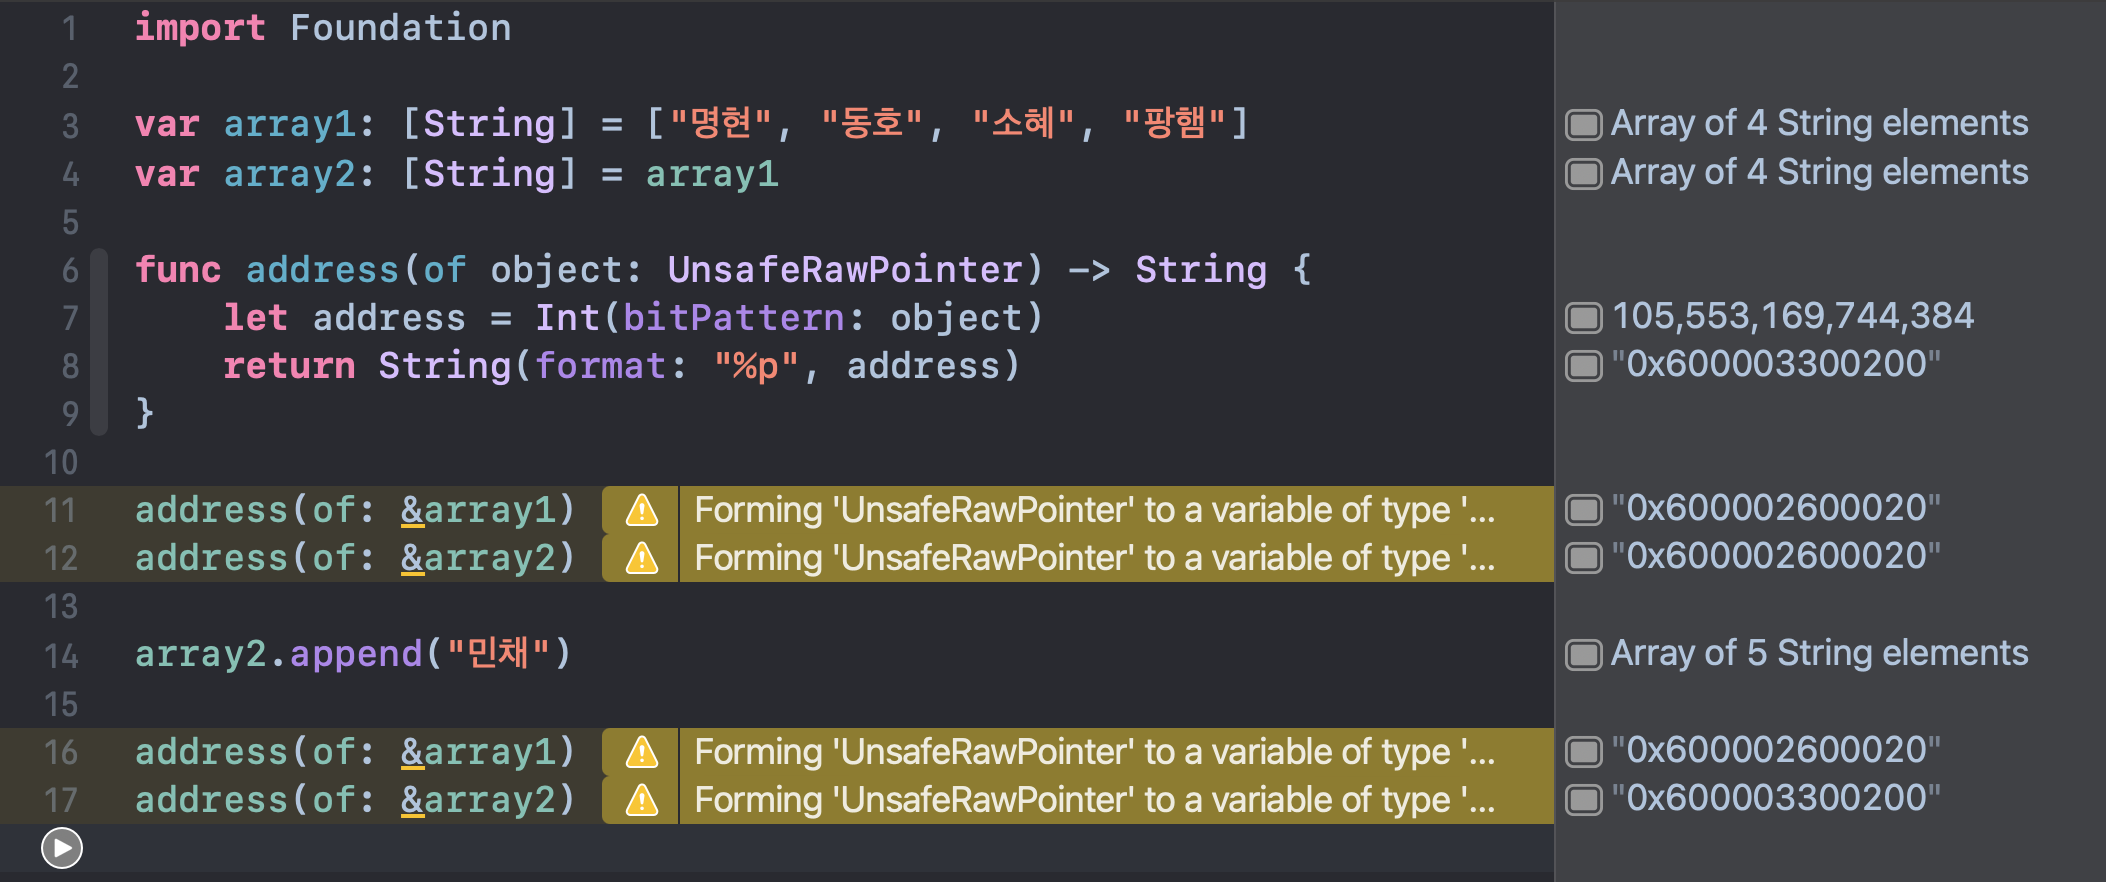 1 import Foundation
2
3 var array1: [String] = ["명현", "동호", "소혜", "팡햄"] Array of 4 String elements
4 var array2: [String] = array1 Array of 4 String elements
5
6 func address(of object: UnsafeRawPointer) -> String {
7 let address = Int(bitPattern: object) 105,553,169,744,384
8 return String(format: "%p", address) "0x600003300200"
9 }
10
11 address(of: &array1) Forming 'UnsafeRawPointer' to a variable of type '... "0x600002600020"
12 address(of: &array2) Forming 'UnsafeRawPointer' to a variable of type '... "0x600002600020"
13
14 array2.append("민채") Array of 5 String elements
15
16 address(of: &array1) Forming 'UnsafeRawPointer' to a variable of type '... "0x600002600020"
17 address(of: &array2) Forming 'UnsafeRawPointer' to a variable of type '... "0x600003300200"